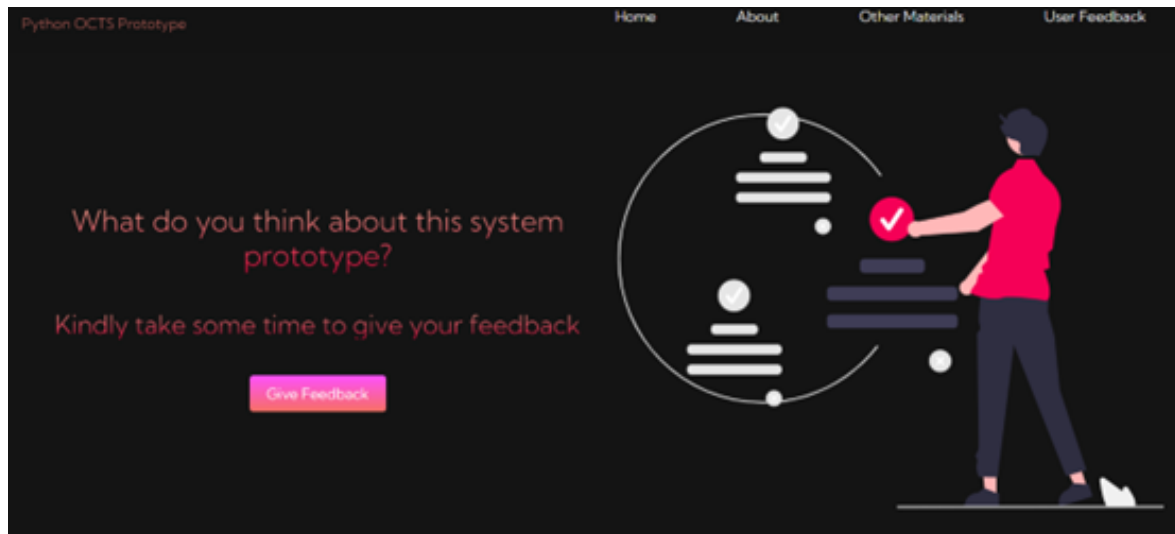 Python OCTS Prototype
Home
About
Other Materials
User Feedback
What do you think about this system
prototype?
Kindly take some time to give your feedback
Give Feedback